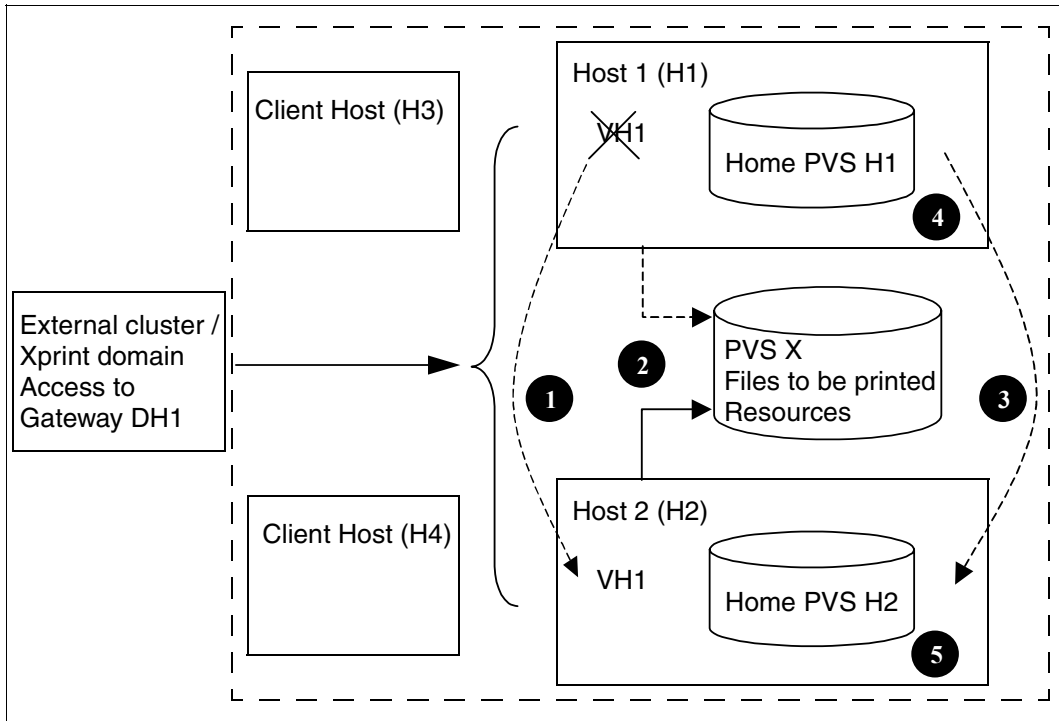 Client Host (H3)
Host 1 (H1)
VH1
Home PVS H1
4
External cluster /
Xprint domain
Access to
Gateway DH1
1
2
PVS X
Files to be printed
Resources
3
Client Host (H4)
Host 2 (H2)
VH1
Home PVS H2
5